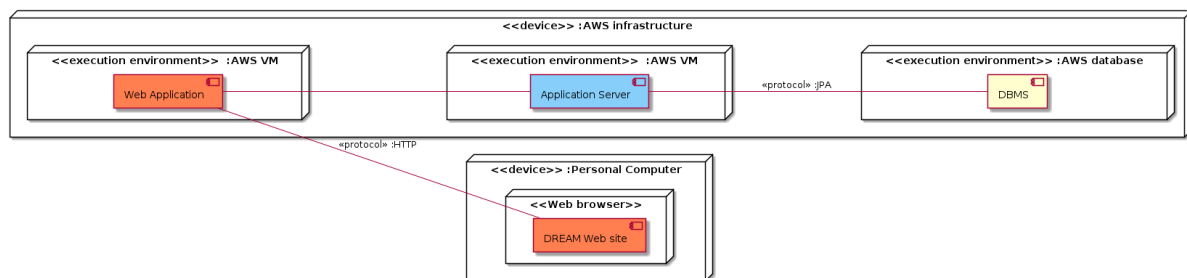 <<device>> :AWS infrastructure
<<execution environment>> :AWS VM
<<execution environment>> :AWS VM
<<execution environment>> :AWS database
Web Application
Application Server
«protocol» :JPA
DBMS
«protocol» :HTTP
<<device>> :Personal Computer
<<Web browser>>
DREAM Web site